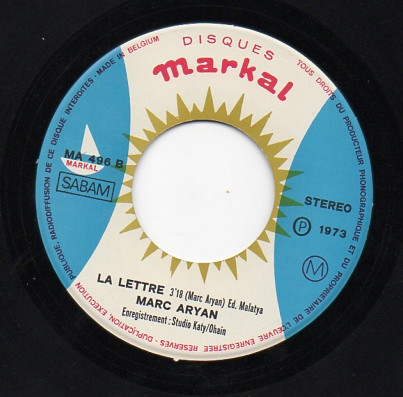 DISQUES
markal
MADE IN BELGIUM - TOUS DROITS DU PRODUCTEUR PHONOGRAPHIQUE ET DU PROPRIETAIRE DE L'ŒUVRE ENREGISTREE RESERVES - DUPLICATION, EXECUTION PUBLIQUE, RADIODIFFUSION DE CE DISQUE INTERDITES -
MA 496 B
MARKAL
SABAM
STEREO
Ⓟ 1973
M
LA LETTRE 3'18 (Marc Aryan) Ed. Malatya
MARC ARYAN
Enregistrement : Studio Katy/Ohain